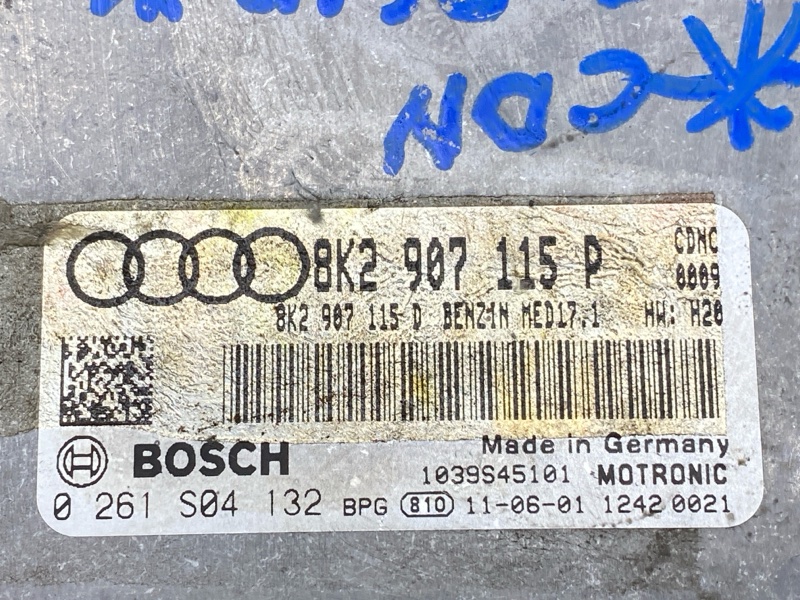 *CDN
8K2 907 115 P CDNC
0009
8K2 907 115 D BENZIN MED17.1 HW: H20
BOSCH Made in Germany
1039S45101 MOTRONIC
0 261 S04 132 BPG 810 11-06-01 1242 0021